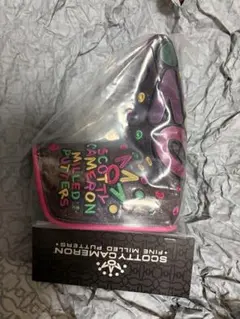 SCOTTY
CAMERON
MILLED
PUTTERS
SCOTTY CAMERON
• FINE MILLED PUTTERS •